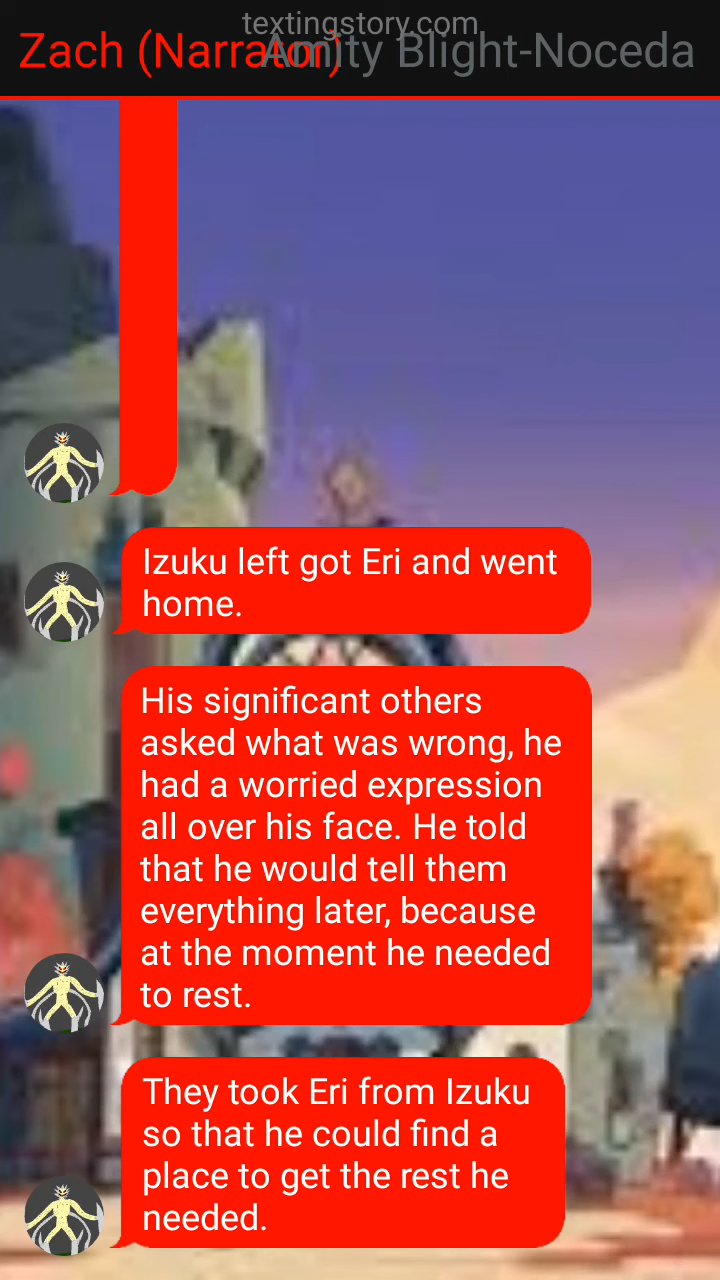 textingstory.com
Zach (Narrator)
Amity Blight-Noceda
Izuku left got Eri and went
home.
His significant others
asked what was wrong, he
had a worried expression
all over his face. He told
that he would tell them
everything later, because
at the moment he needed
to rest.
They took Eri from Izuku
so that he could find a
place to get the rest he
needed.